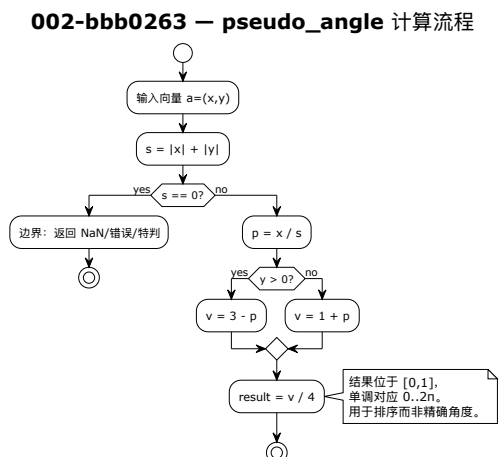 002-bbb0263 — pseudo_angle 计算流程
输入向量 a=(x,y)
s = |x| + |y|
s == 0?
yes
no
边界：返回 NaN/错误/特判
p = x / s
y > 0?
yes
no
v = 3 - p
v = 1 + p
result = v / 4
结果位于 [0,1]，
单调对应 0..2π。
用于排序而非精确角度。